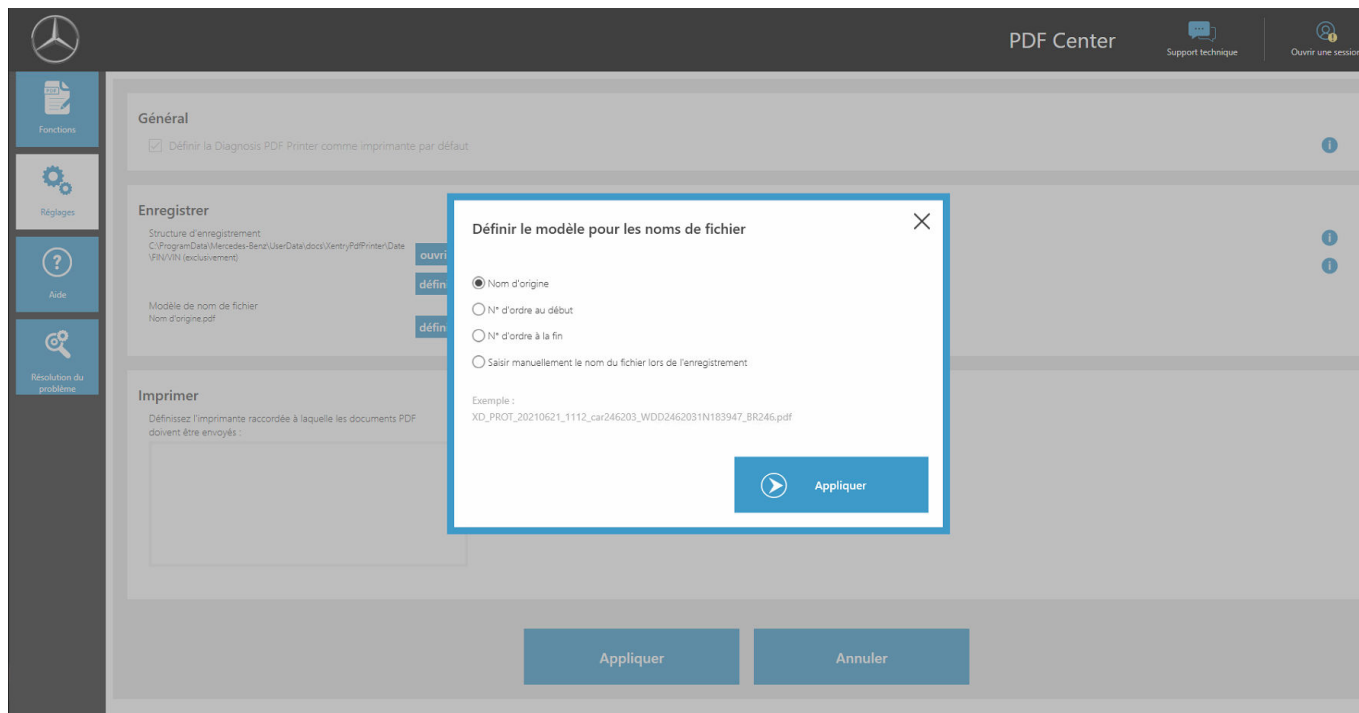 PDF Center
Support technique
Ouvrir une session
PDF
Fonctions
Réglages
Aide
Résolution du
problème
Général
Définir la Diagnosis PDF Printer comme imprimante par défaut
Enregistrer
Structure d'enregistrement
C:\ProgramData\Mercedes-Benz\UserData\docs\XentryPdfPrinter\Date
\FIN/VIN (exclusivement)
ouvri
défin
Modèle de nom de fichier
Nom d'origine.pdf
défin
Imprimer
Définissez l'imprimante raccordée à laquelle les documents PDF
doivent être envoyés :
Définir le modèle pour les noms de fichier
Nom d'origine
N° d'ordre au début
N° d'ordre à la fin
Saisir manuellement le nom du fichier lors de l'enregistrement
Exemple :
XD_PROT_20210621_1112_car246203_WDD2462031N183947_BR246.pdf
Appliquer
Appliquer
Annuler